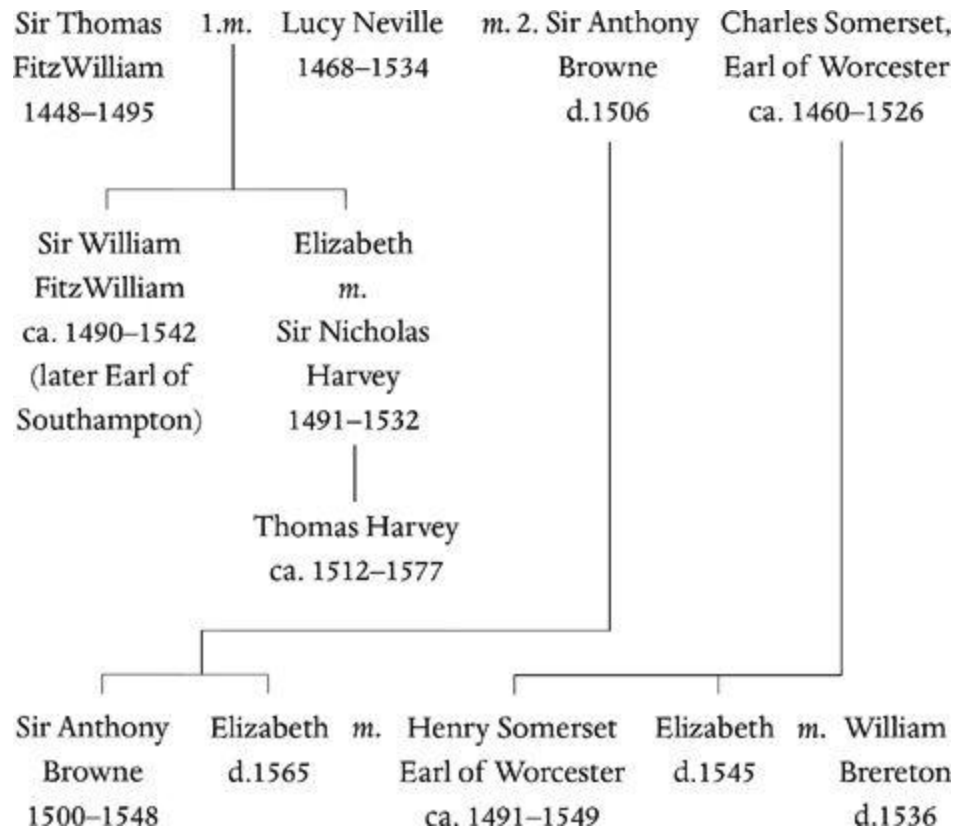 Sir Thomas 1.m. Lucy Neville m. 2. Sir Anthony Charles Somerset,
FitzWilliam 1468–1534 Browne Earl of Worcester
1448–1495 d.1506 ca. 1460–1526
Sir William Elizabeth
FitzWilliam m.
ca. 1490–1542 Sir Nicholas
(later Earl of Harvey
Southampton) 1491–1532
Thomas Harvey
ca. 1512–1577
Sir Anthony Elizabeth m. Henry Somerset Elizabeth m. William
Browne d.1565 Earl of Worcester d.1545 Brereton
1500–1548 ca. 1491–1549 d.1536